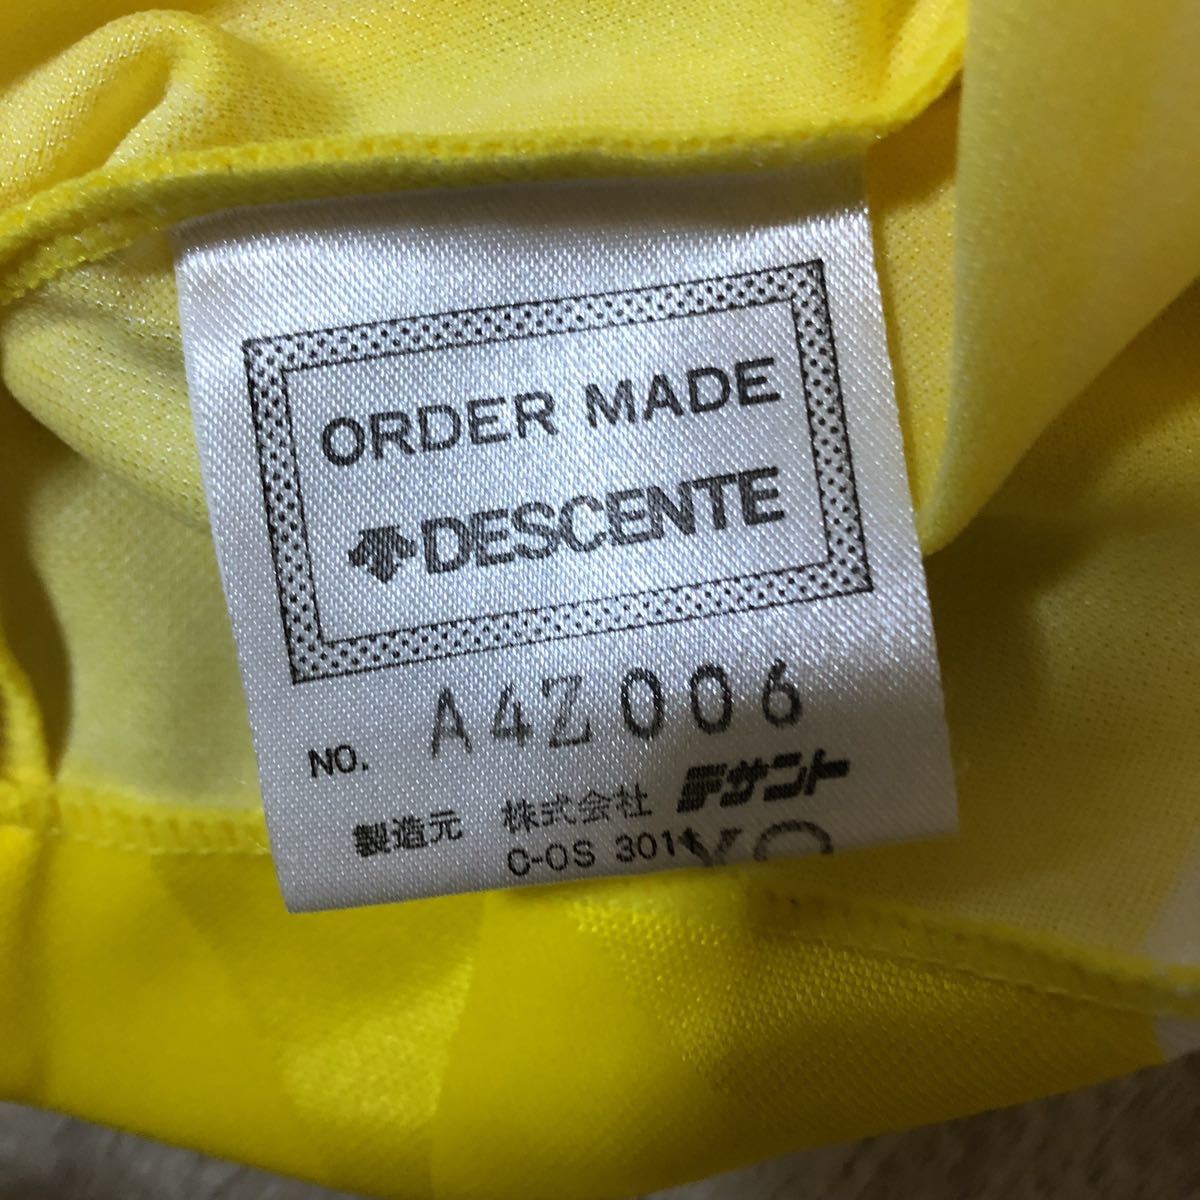 ORDER MADE
DESCENTE
NO. A4Z006
製造元 株式会社 デサント
C-OS 3011